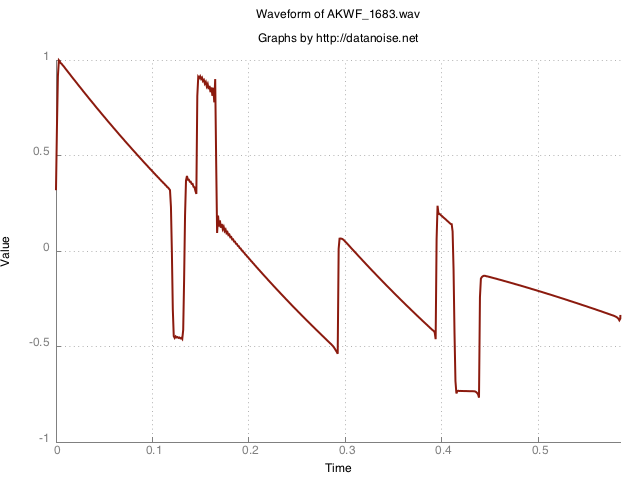 Waveform of AKWF_1683.wav
Graphs by http://datanoise.net
1
0.5
0
-0.5
-1
Value
0 0.1 0.2 0.3 0.4 0.5
Time